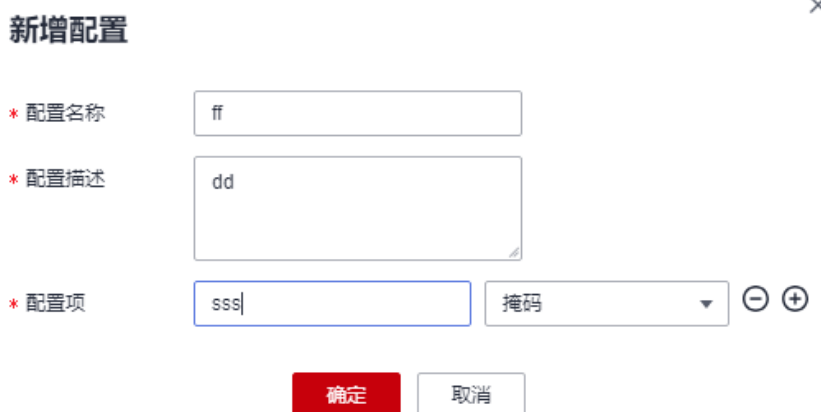 新增配置
* 配置名称 ff
* 配置描述 dd
* 配置项 sss 掩码
确定 取消